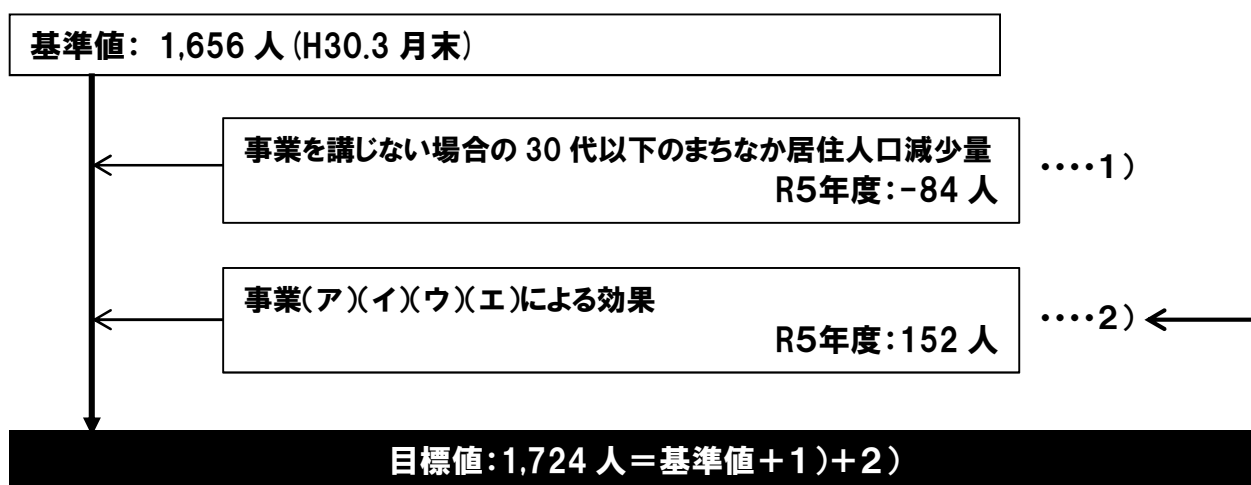 基準値： 1,656 人(H30.3 月末)
事業を講じない場合の 30 代以下のまちなか居住人口減少量
R5年度：-84 人
････1）
事業(ア)(イ)(ウ)(エ)による効果
R5年度：152 人
････2）
目標値：1,724 人＝基準値＋1)＋2)